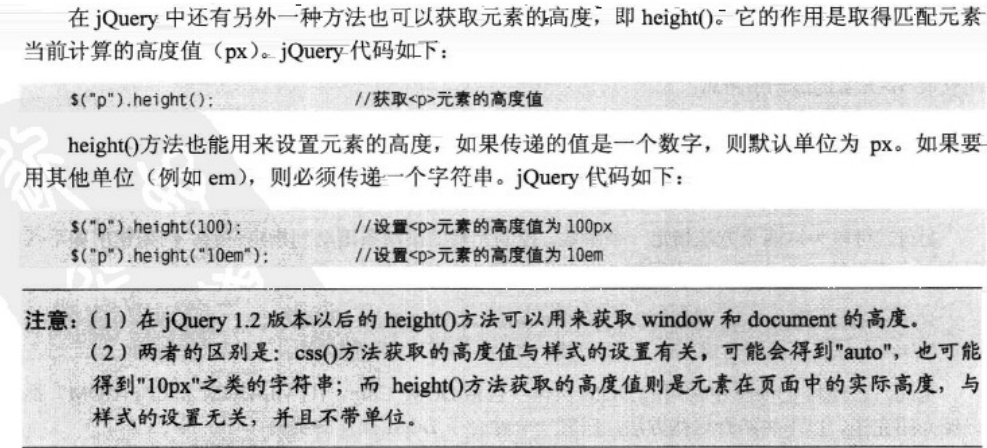 在 jQuery 中还有另外一种方法也可以获取元素的高度，即 height()。它的作用是取得匹配元素
当前计算的高度值（px）。jQuery 代码如下：
$("p").height();          //获取<p>元素的高度值
height()方法也能用来设置元素的高度，如果传递的值是一个数字，则默认单位为 px。如果要
用其他单位（例如 em），则必须传递一个字符串。jQuery 代码如下：
$("p").height(100);          //设置<p>元素的高度值为 100px
$("p").height("10em");          //设置<p>元素的高度值为 10em
注意：（1）在 jQuery 1.2 版本以后的 height()方法可以用来获取 window 和 document 的高度。
（2）两者的区别是：css()方法获取的高度值与样式的设置有关，可能会得到"auto"，也可能
得到"10px"之类的字符串；而 height()方法获取的高度值则是元素在页面中的实际高度，与
样式的设置无关，并且不带单位。